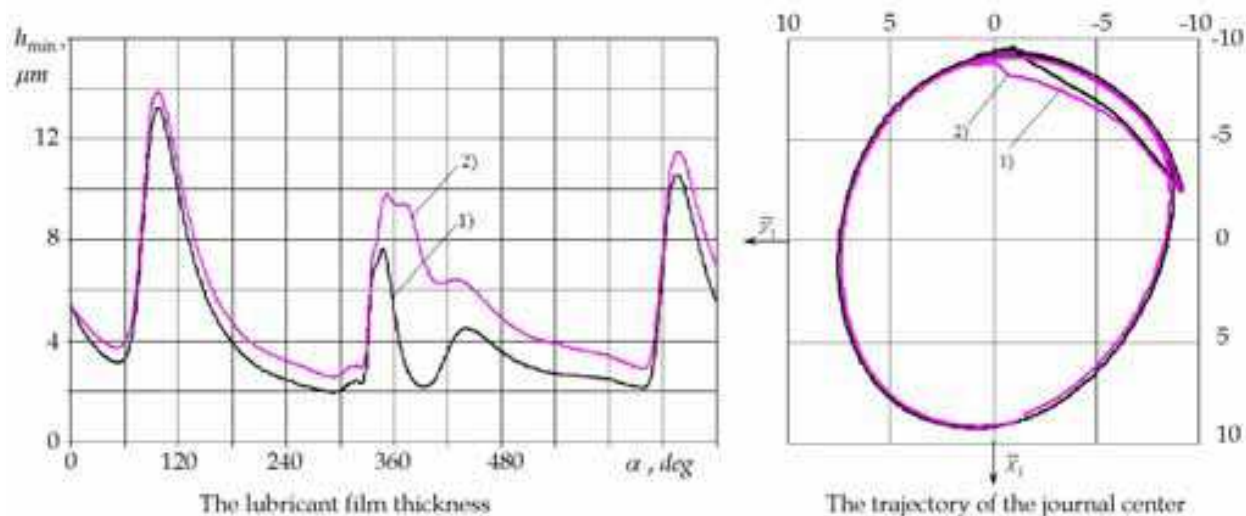 h_min,
μm
12
8
4
0
0 120 240 360 480 α, deg
2)
1)
The lubricant film thickness
10 5 0 -5 -10
-10
-5
0
5
10
2)
1)
y̅₁
x̅₁
The trajectory of the journal center